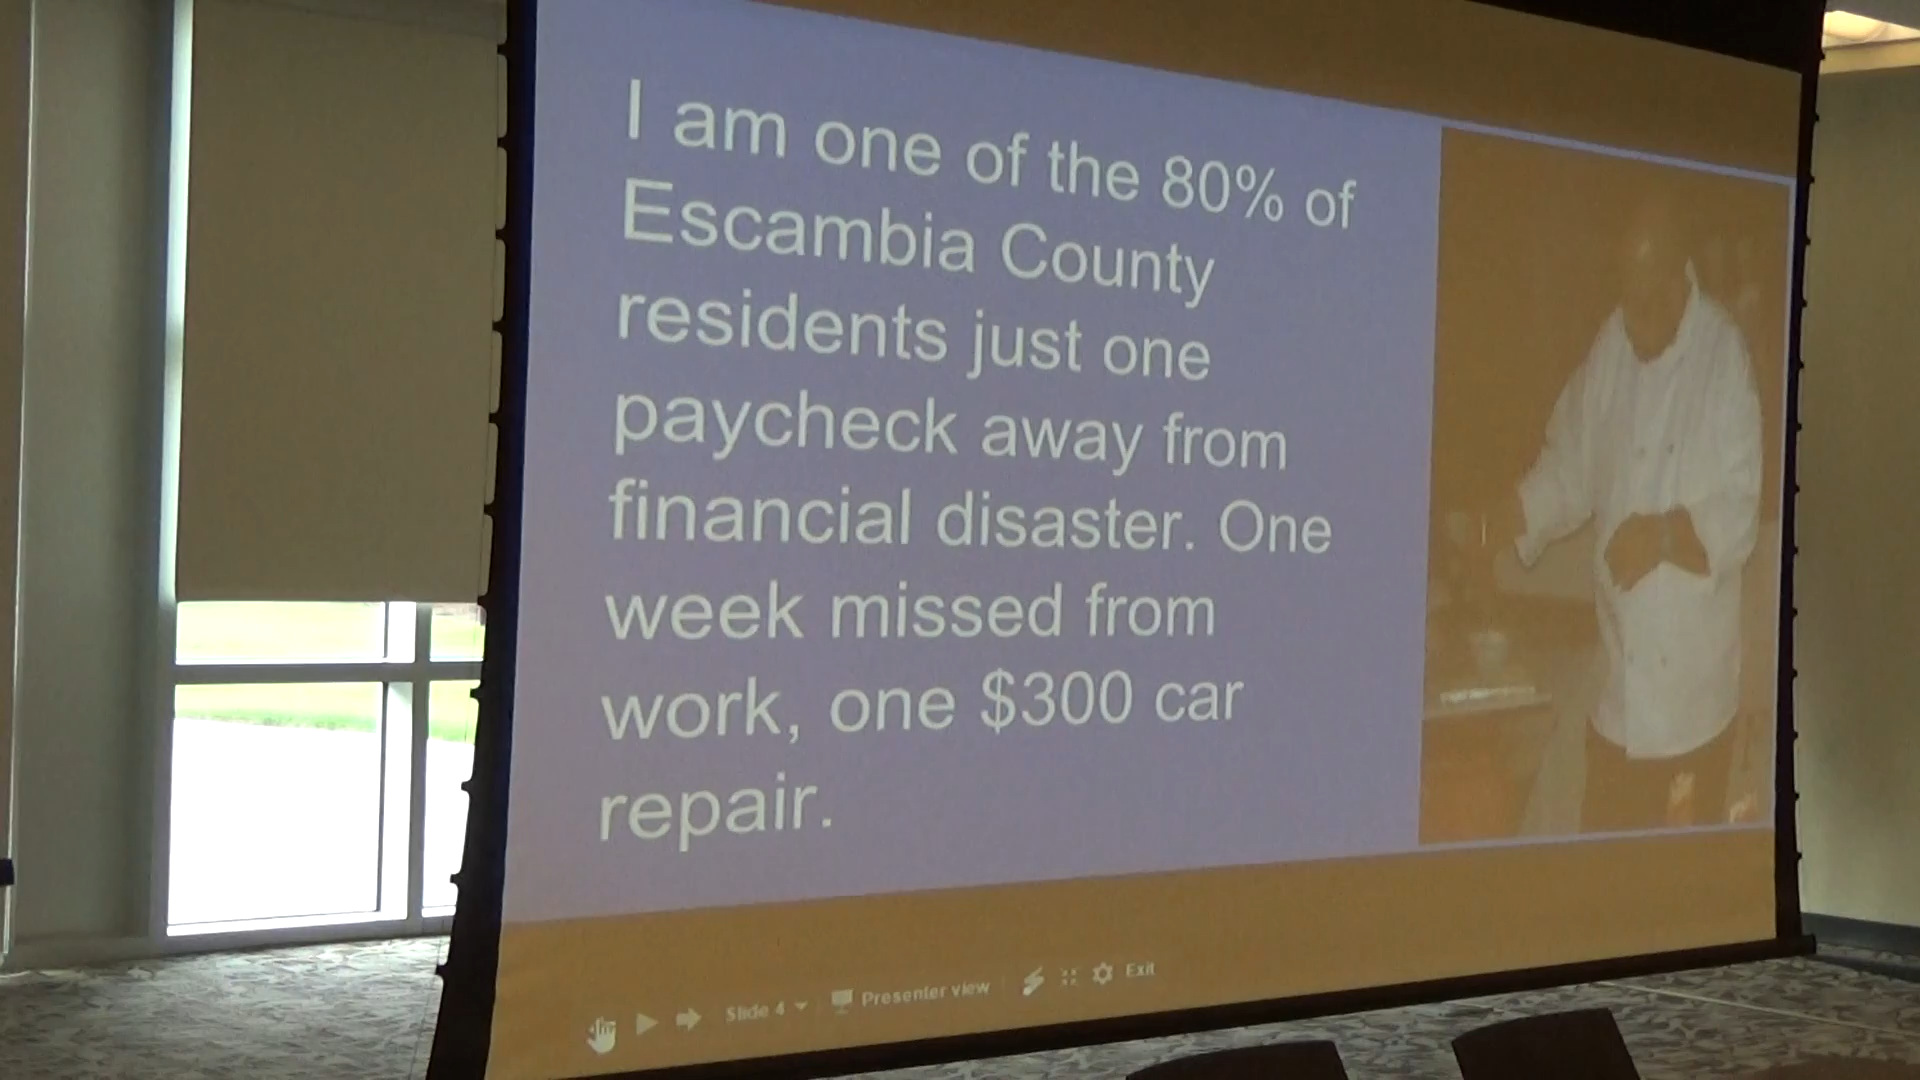 I am one of the 80% of
Escambia County
residents just one
paycheck away from
financial disaster. One
week missed from
work, one $300 car
repair.
Slide 4 Presenter view Exit